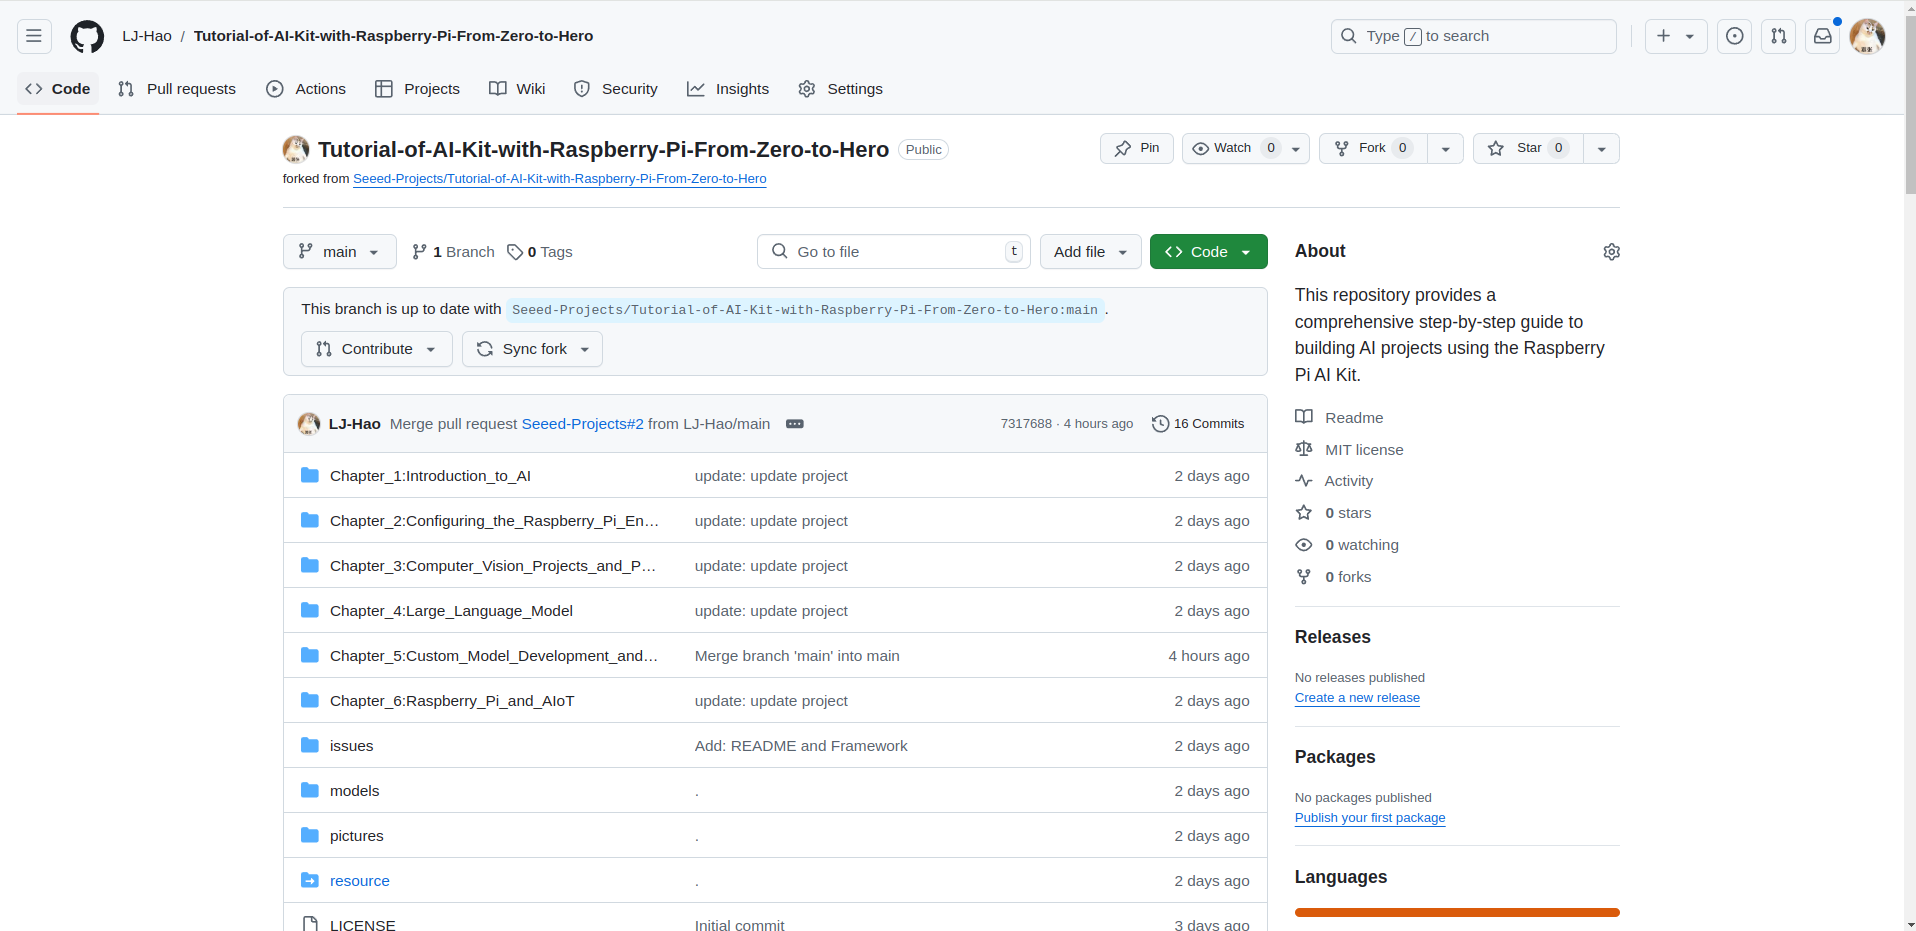 LJ-Hao / Tutorial-of-AI-Kit-with-Raspberry-Pi-From-Zero-to-Hero
Type / to search
Code Pull requests Actions Projects Wiki Security Insights Settings
Tutorial-of-AI-Kit-with-Raspberry-Pi-From-Zero-to-Hero Public
Pin Watch 0 Fork 0 Star 0
forked from Seeed-Projects/Tutorial-of-AI-Kit-with-Raspberry-Pi-From-Zero-to-Hero
main 1 Branch 0 Tags Go to file t Add file Code
This branch is up to date with Seeed-Projects/Tutorial-of-AI-Kit-with-Raspberry-Pi-From-Zero-to-Hero:main .
Contribute Sync fork
LJ-Hao Merge pull request Seeed-Projects#2 from LJ-Hao/main 7317688 · 4 hours ago 16 Commits
Chapter_1:Introduction_to_AI update: update project 2 days ago
Chapter_2:Configuring_the_Raspberry_Pi_En… update: update project 2 days ago
Chapter_3:Computer_Vision_Projects_and_P… update: update project 2 days ago
Chapter_4:Large_Language_Model update: update project 2 days ago
Chapter_5:Custom_Model_Development_and… Merge branch 'main' into main 4 hours ago
Chapter_6:Raspberry_Pi_and_AIoT update: update project 2 days ago
issues Add: README and Framework 2 days ago
models . 2 days ago
pictures . 2 days ago
resource . 2 days ago
LICENSE Initial commit 3 days ago
About
This repository provides a
comprehensive step-by-step guide to
building AI projects using the Raspberry
Pi AI Kit.
Readme
MIT license
Activity
0 stars
0 watching
0 forks
Releases
No releases published
Create a new release
Packages
No packages published
Publish your first package
Languages